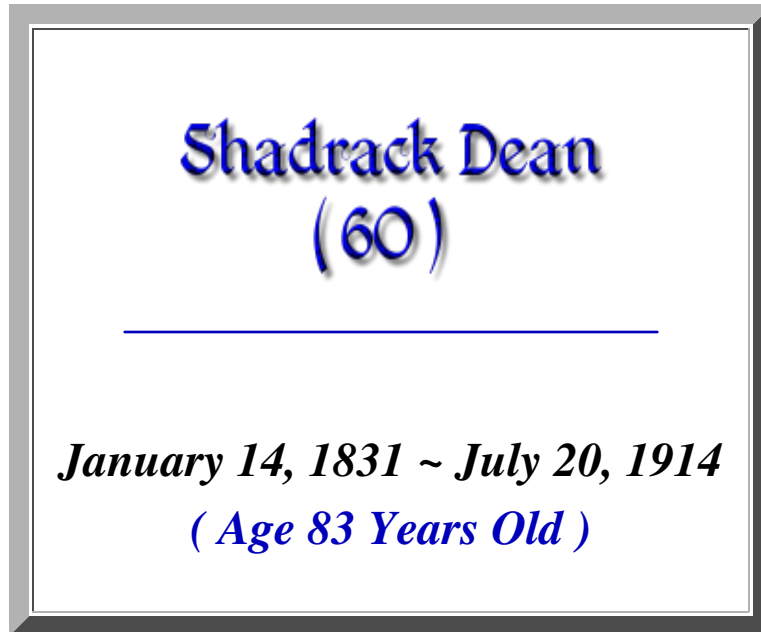 Shadrack Dean
( 60 )
January 14, 1831 ~ July 20, 1914
( Age 83 Years Old )